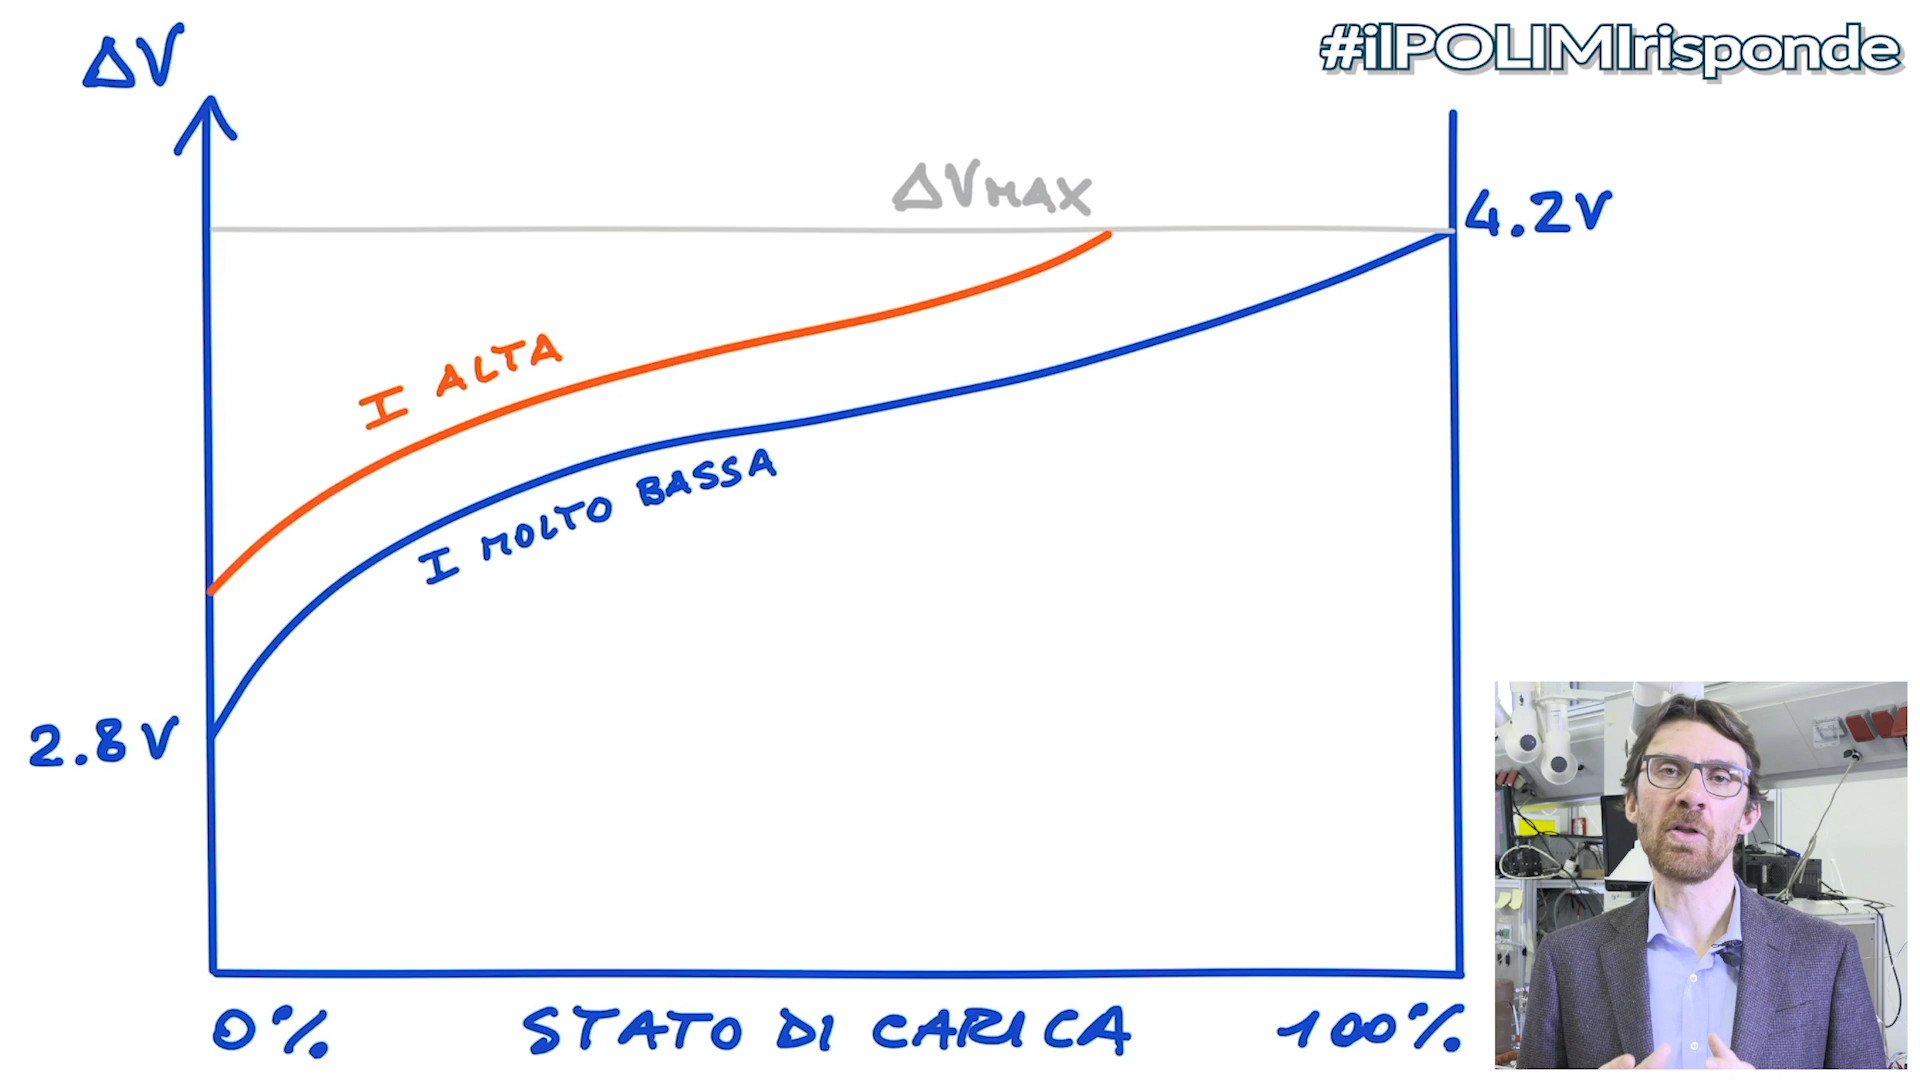 #ilPOLIMIrisponde
ΔV
ΔVMAX
4.2V
I ALTA
I MOLTO BASSA
2.8V
0%
STATO DI CARICA
100%